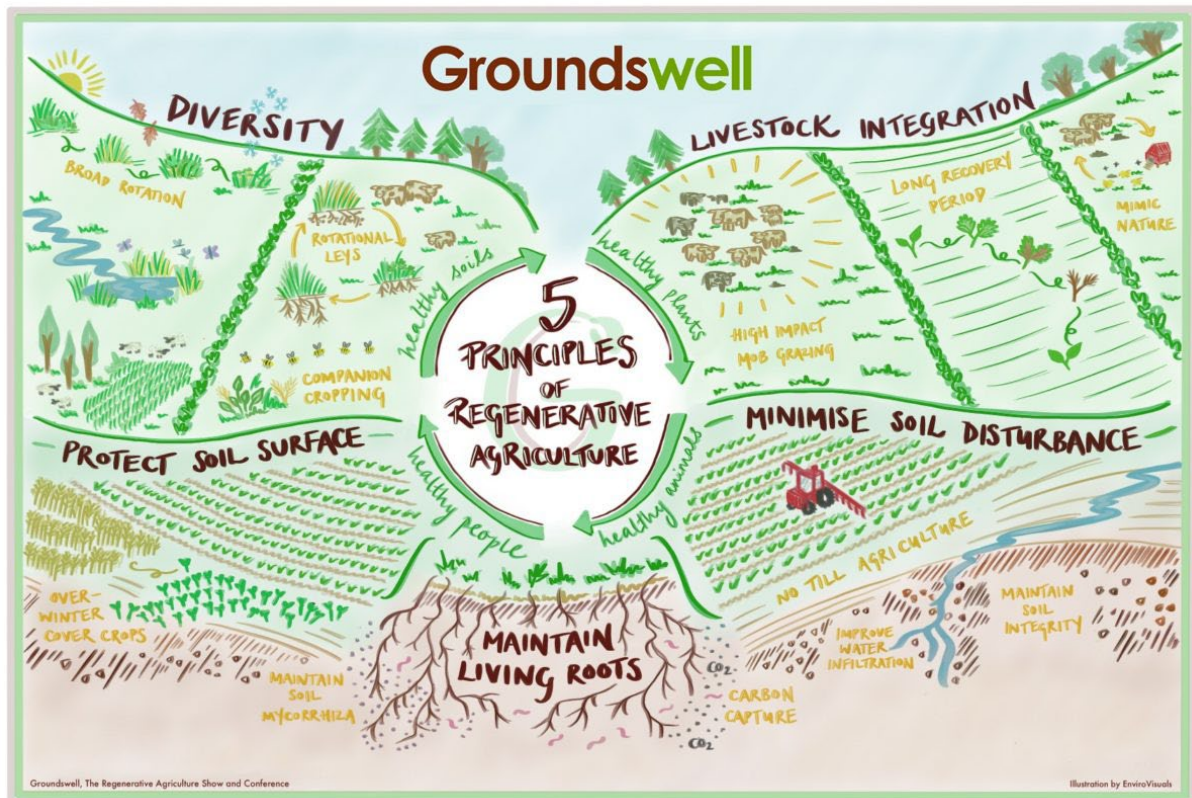 Groundswell
DIVERSITY
BROAD ROTATION
ROTATIONAL
LEYS
COMPANION
CROPPING
LIVESTOCK INTEGRATION
HIGH IMPACT
MOB GRAZING
LONG RECOVERY
PERIOD
MIMIC
NATURE
healthy soils
healthy plants
healthy animals
healthy people
5
PRINCIPLES
OF
REGENERATIVE
AGRICULTURE
PROTECT SOIL SURFACE
OVER-
WINTER
COVER CROPS
MAINTAIN
SOIL
MYCORRHIZA
MAINTAIN
LIVING ROOTS
CO2
CARBON
CAPTURE
CO2
MINIMISE SOIL DISTURBANCE
NO TILL AGRICULTURE
IMPROVE
WATER
INFILTRATION
MAINTAIN
SOIL
INTEGRITY
Groundswell, The Regenerative Agriculture Show and Conference
Illustration by EnviroVisuals